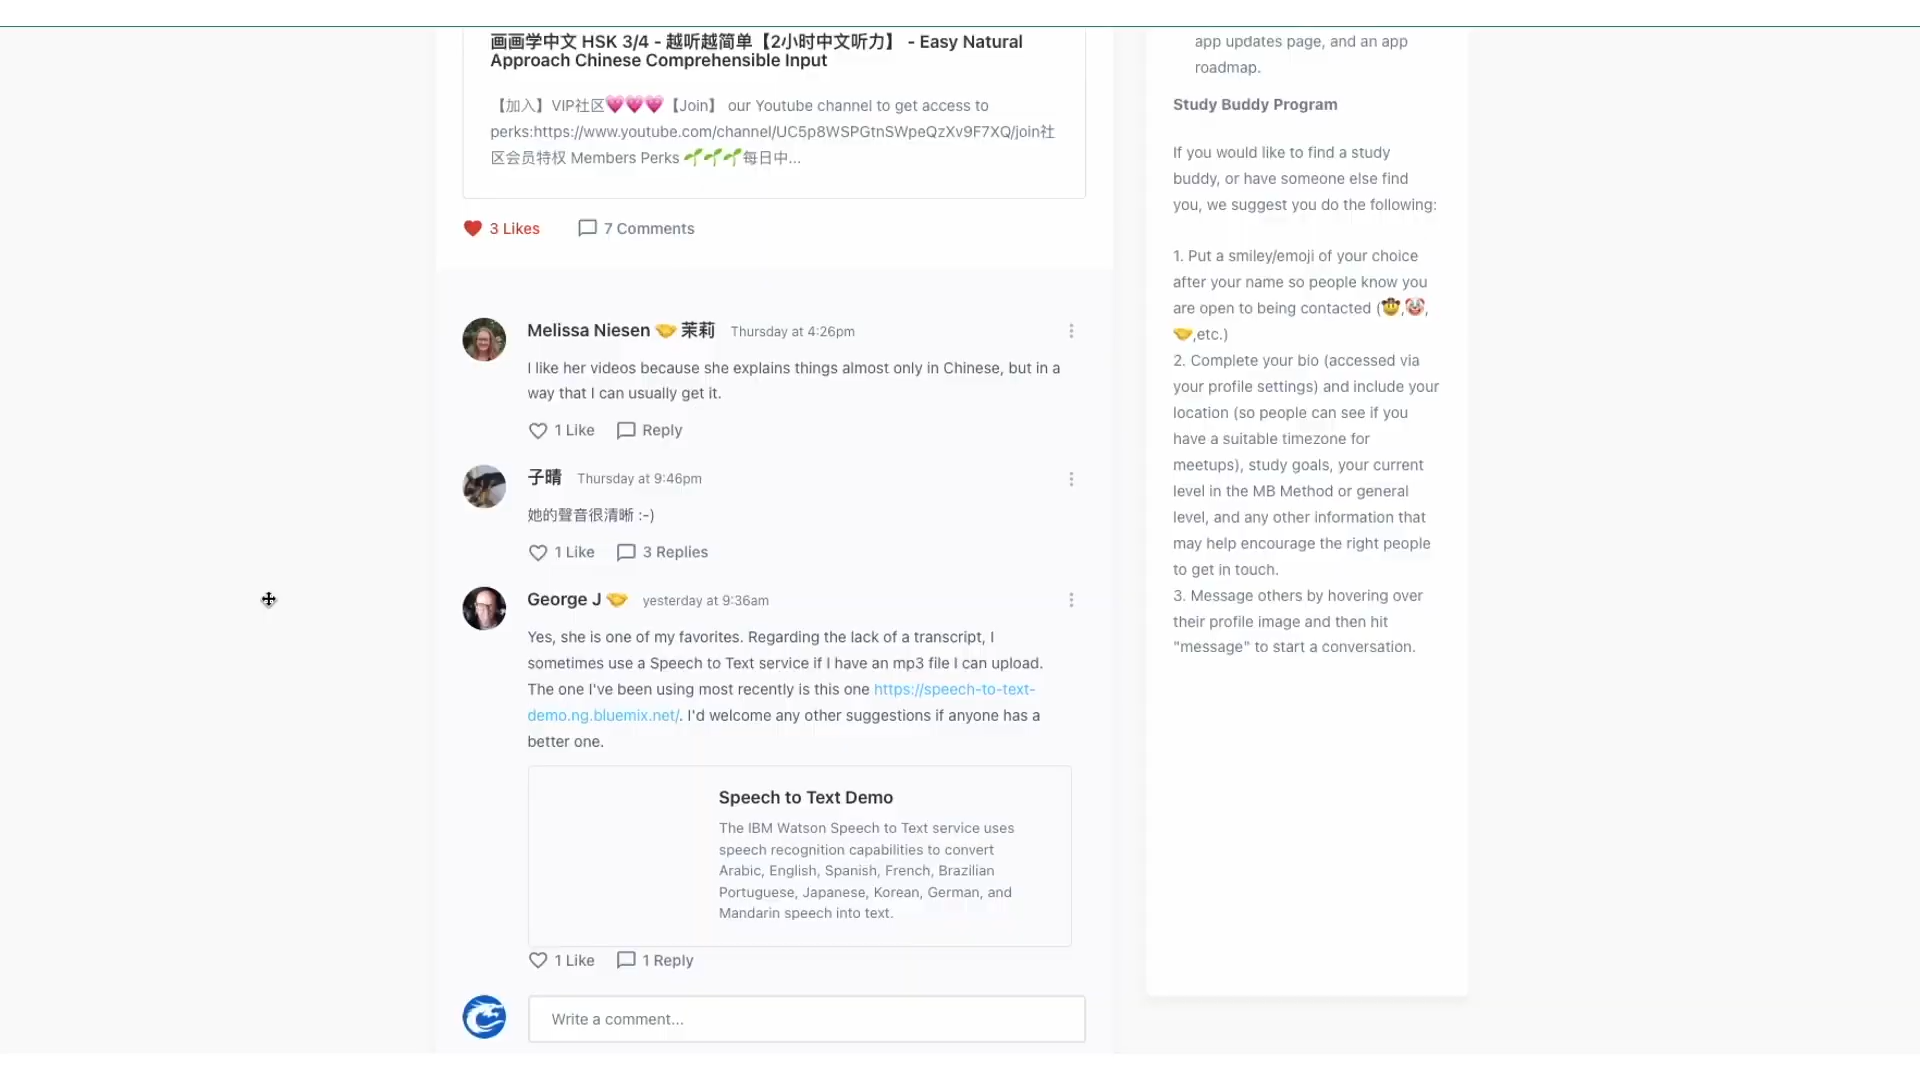 画画学中文 HSK 3/4 - 越听越简单【2小时中文听力】 - Easy Natural
Approach Chinese Comprehensible Input
【加入】VIP社区💗💗💗【Join】 our Youtube channel to get access to
perks:https://www.youtube.com/channel/UC5p8WSPGtnSWpeQzXv9F7XQ/join社
区会员特权 Members Perks 🌱🌱🌱每日中...
3 Likes
7 Comments
Melissa Niesen 🤝 茉莉 Thursday at 4:26pm
I like her videos because she explains things almost only in Chinese, but in a
way that I can usually get it.
1 Like
Reply
子晴 Thursday at 9:46pm
她的聲音很清晰 :-)
1 Like
3 Replies
George J 🤝 yesterday at 9:36am
Yes, she is one of my favorites. Regarding the lack of a transcript, I
sometimes use a Speech to Text service if I have an mp3 file I can upload.
The one I've been using most recently is this one https://speech-to-text-
demo.ng.bluemix.net/. I'd welcome any other suggestions if anyone has a
better one.
Speech to Text Demo
The IBM Watson Speech to Text service uses
speech recognition capabilities to convert
Arabic, English, Spanish, French, Brazilian
Portuguese, Japanese, Korean, German, and
Mandarin speech into text.
1 Like
1 Reply
Write a comment...
app updates page, and an app
roadmap.
Study Buddy Program
If you would like to find a study
buddy, or have someone else find
you, we suggest you do the following:
1. Put a smiley/emoji of your choice
after your name so people know you
are open to being contacted (🤠,🤡,
🤝,etc.)
2. Complete your bio (accessed via
your profile settings) and include your
location (so people can see if you
have a suitable timezone for
meetups), study goals, your current
level in the MB Method or general
level, and any other information that
may help encourage the right people
to get in touch.
3. Message others by hovering over
their profile image and then hit
"message" to start a conversation.